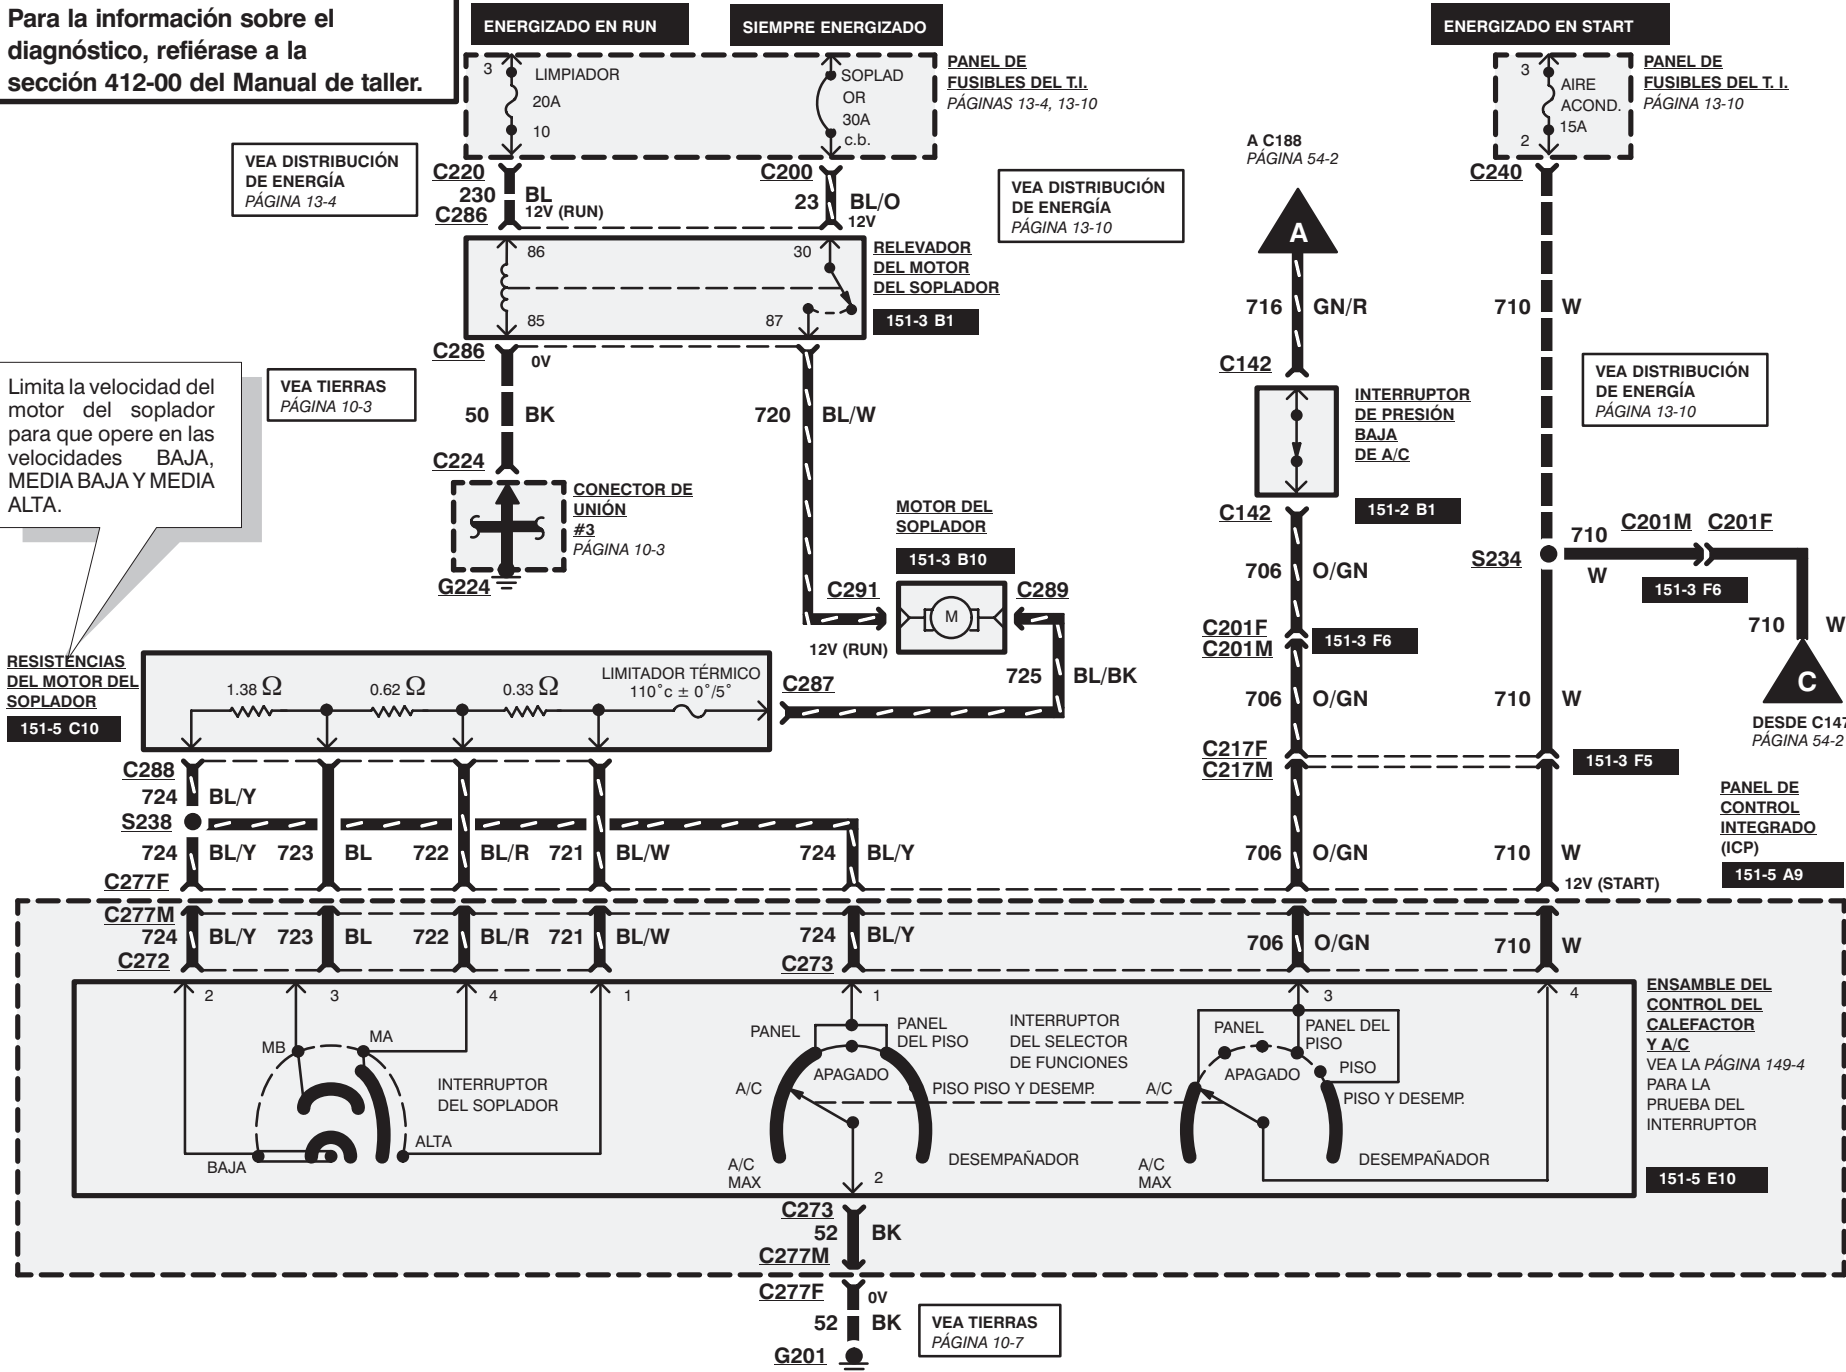 Para la información sobre el
diagnóstico, refiérase a la
sección 412-00 del Manual de taller.
ENERGIZADO EN RUN
SIEMPRE ENERGIZADO
ENERGIZADO EN START
3
LIMPIADOR
20A
10
SOPLAD
OR
30A
c.b.
PANEL DE
FUSIBLES DEL T.I.
PÁGINAS 13-4, 13-10
3
AIRE
ACOND.
15A
2
PANEL DE
FUSIBLES DEL T. I.
PÁGINA 13-10
VEA DISTRIBUCIÓN
DE ENERGÍA
PÁGINA 13-4
C220
230
BL
C286
12V (RUN)
C200
23
BL/O
12V
VEA DISTRIBUCIÓN
DE ENERGÍA
PÁGINA 13-10
A C188
PÁGINA 54-2
A
C240
86
30
85
87
RELEVADOR
DEL MOTOR
DEL SOPLADOR
151-3 B1
716
GN/R
710
W
C286
0V
Limita la velocidad del
motor del soplador
para que opere en las
velocidades BAJA,
MEDIA BAJA Y MEDIA
ALTA.
VEA TIERRAS
PÁGINA 10-3
50
BK
720
BL/W
C142
INTERRUPTOR
DE PRESIÓN
BAJA
DE A/C
151-2 B1
C142
VEA DISTRIBUCIÓN
DE ENERGÍA
PÁGINA 13-10
C224
CONECTOR DE
UNIÓN
#3
PÁGINA 10-3
G224
MOTOR DEL
SOPLADOR
151-3 B10
C291
M
C289
12V (RUN)
725
BL/BK
706
O/GN
C201F
C201M
151-3 F6
S234
710
W
C201M
C201F
151-3 F6
710
W
C
DESDE C147
PÁGINA 54-2
RESISTENCIAS
DEL MOTOR DEL
SOPLADOR
151-5 C10
1.38 Ω
0.62 Ω
0.33 Ω
LIMITADOR TÉRMICO
110˚c ± 0˚/5˚
C287
706
O/GN
710
W
C217F
C217M
151-3 F5
C288
724
BL/Y
S238
724
BL/Y
723
BL
722
BL/R
721
BL/W
724
BL/Y
706
O/GN
710
W
C277F
12V (START)
PANEL DE
CONTROL
INTEGRADO
(ICP)
151-5 A9
C277M
724
BL/Y
723
BL
722
BL/R
721
BL/W
724
BL/Y
706
O/GN
710
W
C272
C273
2
3
4
1
1
3
4
MB
MA
INTERRUPTOR
DEL SOPLADOR
BAJA
ALTA
PANEL
PANEL
DEL PISO
APAGADO
A/C
PISO PISO Y DESEMP.
A/C
MAX
DESEMPAÑADOR
2
INTERRUPTOR
DEL SELECTOR
DE FUNCIONES
PANEL
PANEL DEL
PISO
APAGADO
PISO
A/C
PISO Y DESEMP.
A/C
MAX
DESEMPAÑADOR
ENSAMBLE DEL
CONTROL DEL
CALEFACTOR
Y A/C
VEA LA PÁGINA 149-4
PARA LA
PRUEBA DEL
INTERRUPTOR
151-5 E10
C273
52
BK
C277M
C277F
0V
52
BK
G201
VEA TIERRAS
PÁGINA 10-7